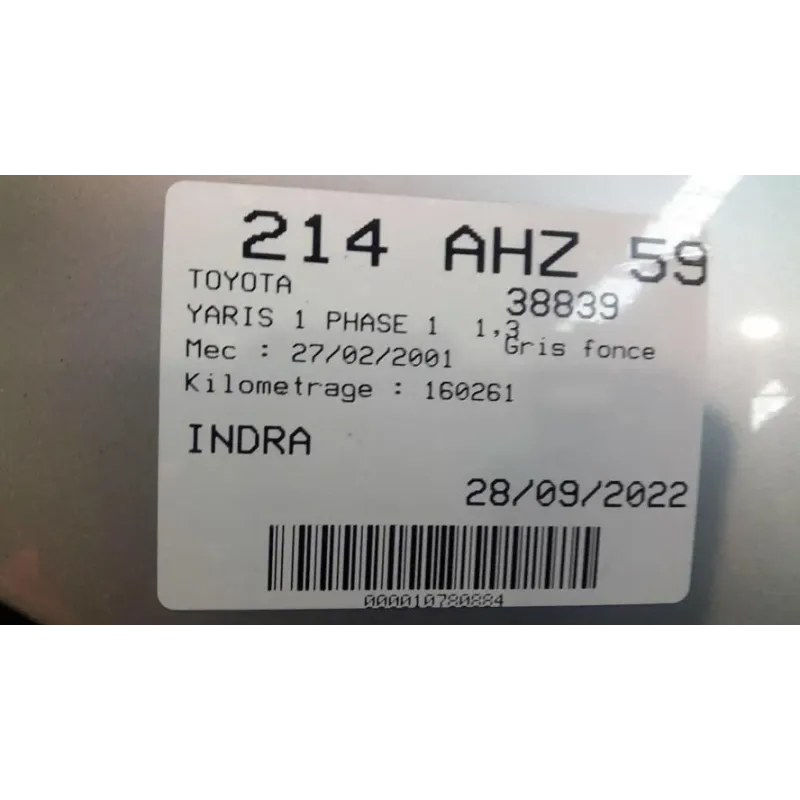 214 AHZ 59
TOYOTA
38839
YARIS 1 PHASE 1 1,3
Gris fonce
Mec : 27/02/2001
Kilometrage : 160261
INDRA
28/09/2022
000010780884